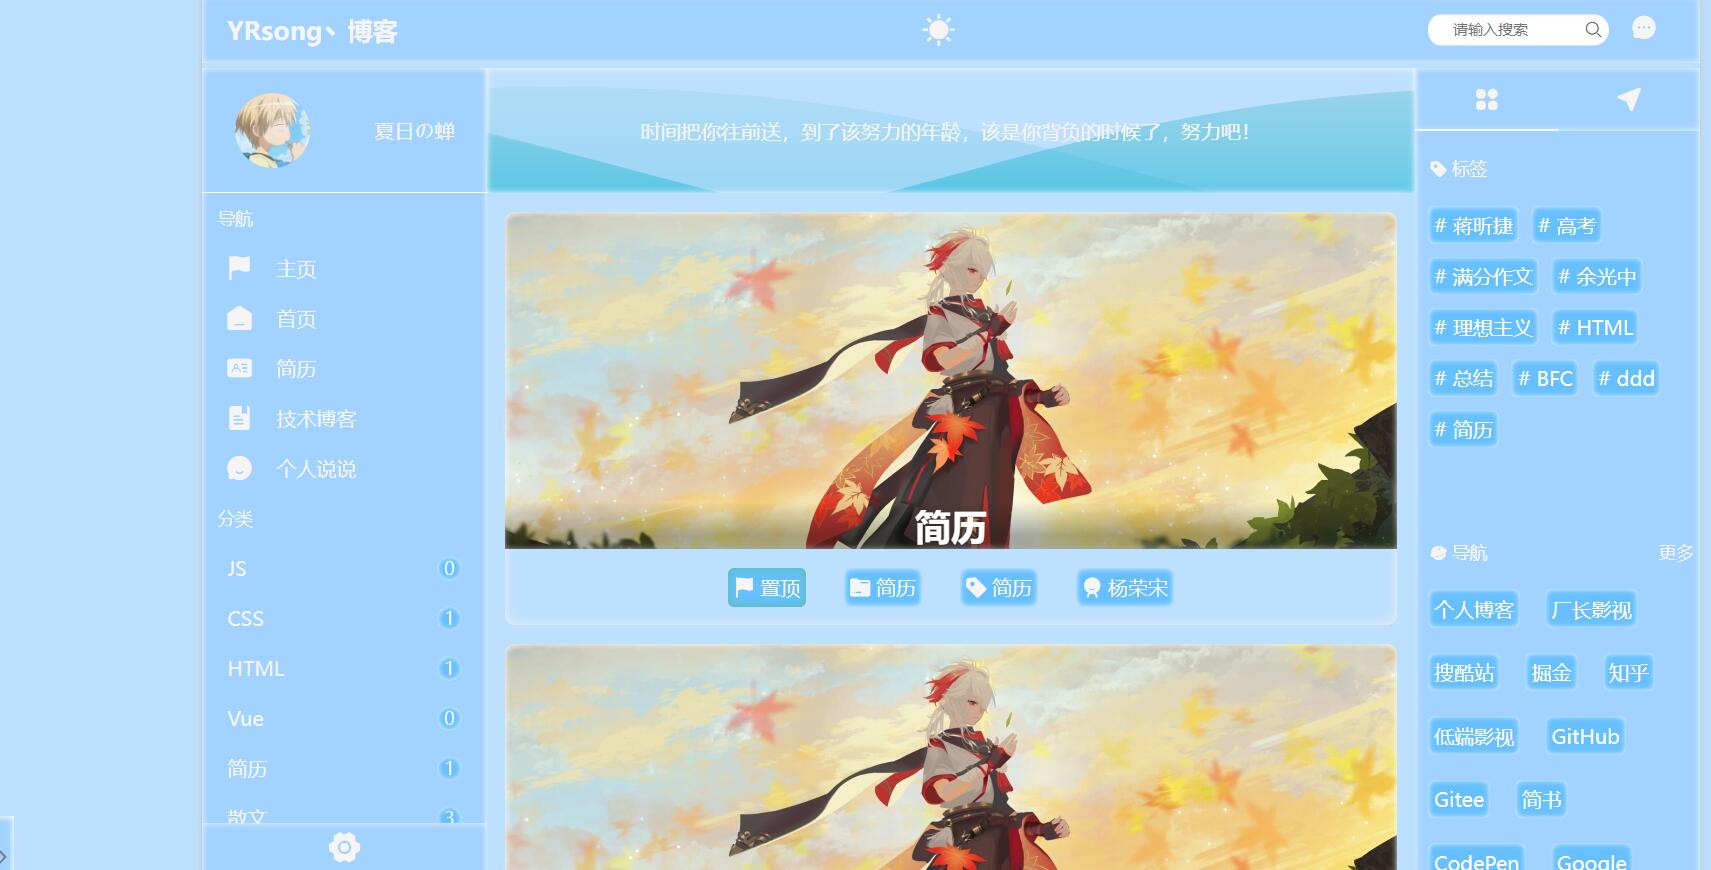 YRsong丶博客
请输入搜索
夏日の蝉
时间把你往前送，到了该努力的年龄，该是你背负的时候了，努力吧！
导航
主页
首页
简历
技术博客
个人说说
分类
JS 0
CSS 1
HTML 1
Vue 0
简历 1
散文 3
简历
置顶 简历 简历 杨荣宋
标签
# 蒋昕捷 # 高考
# 满分作文 # 余光中
# 理想主义 # HTML
# 总结 # BFC # ddd
# 简历
导航 更多
个人博客 厂长影视
搜酷站 掘金 知乎
低端影视 GitHub
Gitee 简书
CodePen Google